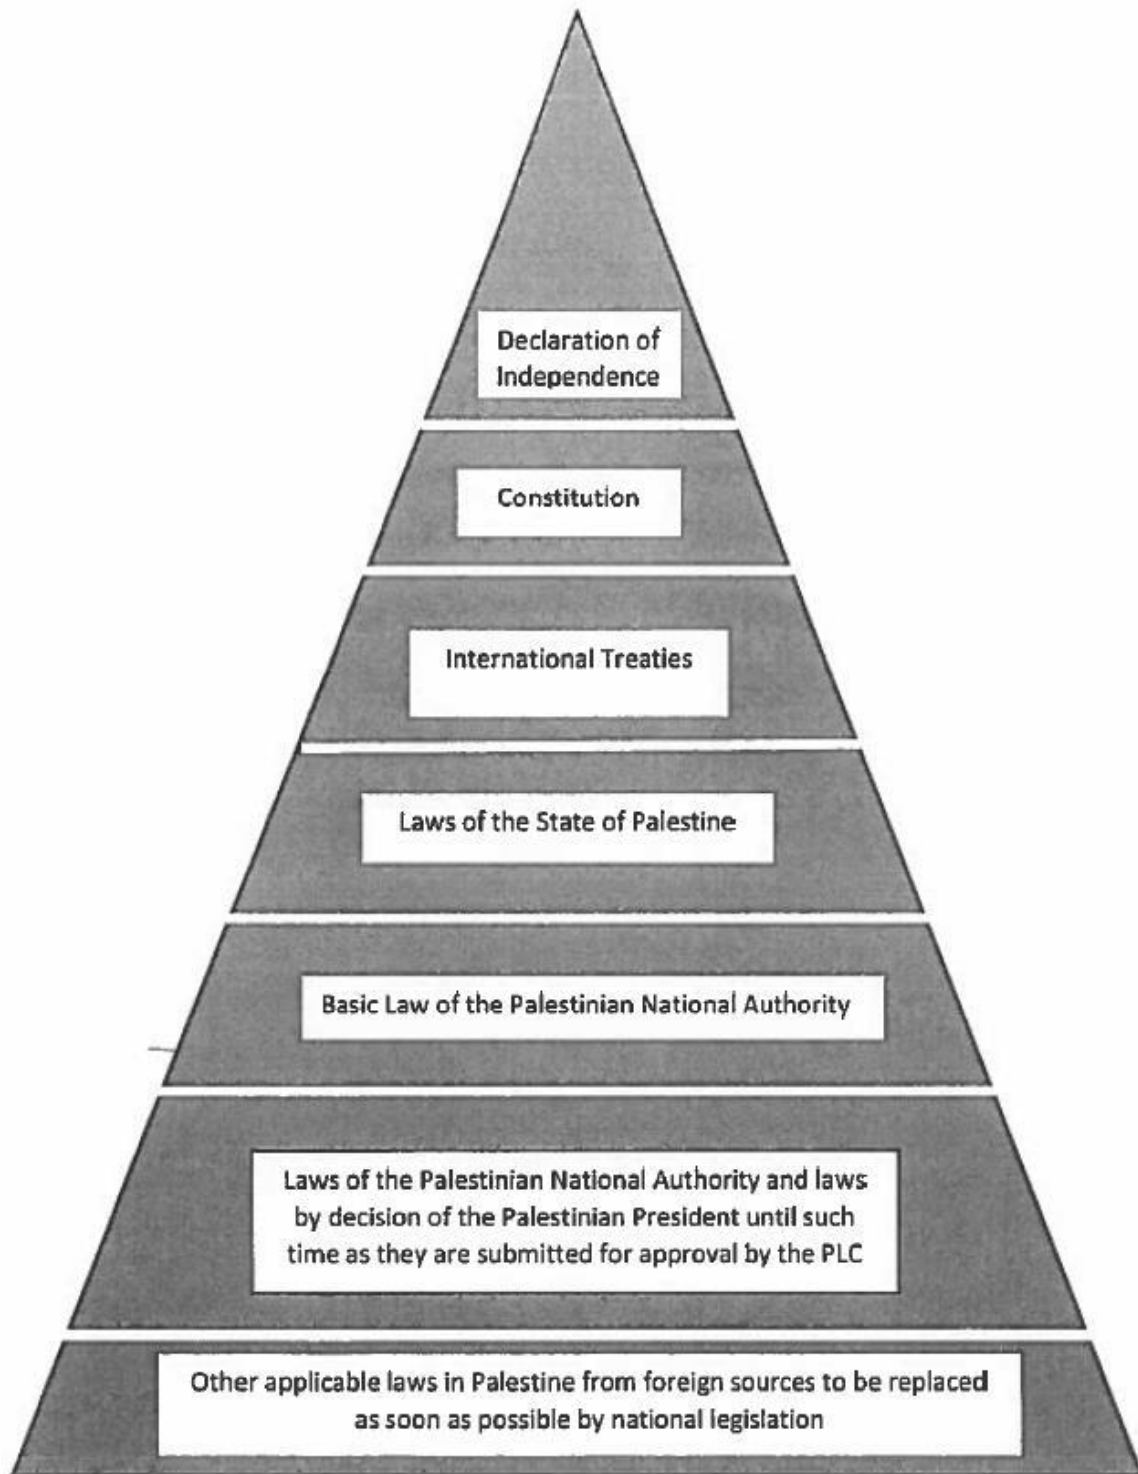 Declaration of
Independence
Constitution
International Treaties
Laws of the State of Palestine
Basic Law of the Palestinian National Authority
Laws of the Palestinian National Authority and laws
by decision of the Palestinian President until such
time as they are submitted for approval by the PLC
Other applicable laws in Palestine from foreign sources to be replaced
as soon as possible by national legislation